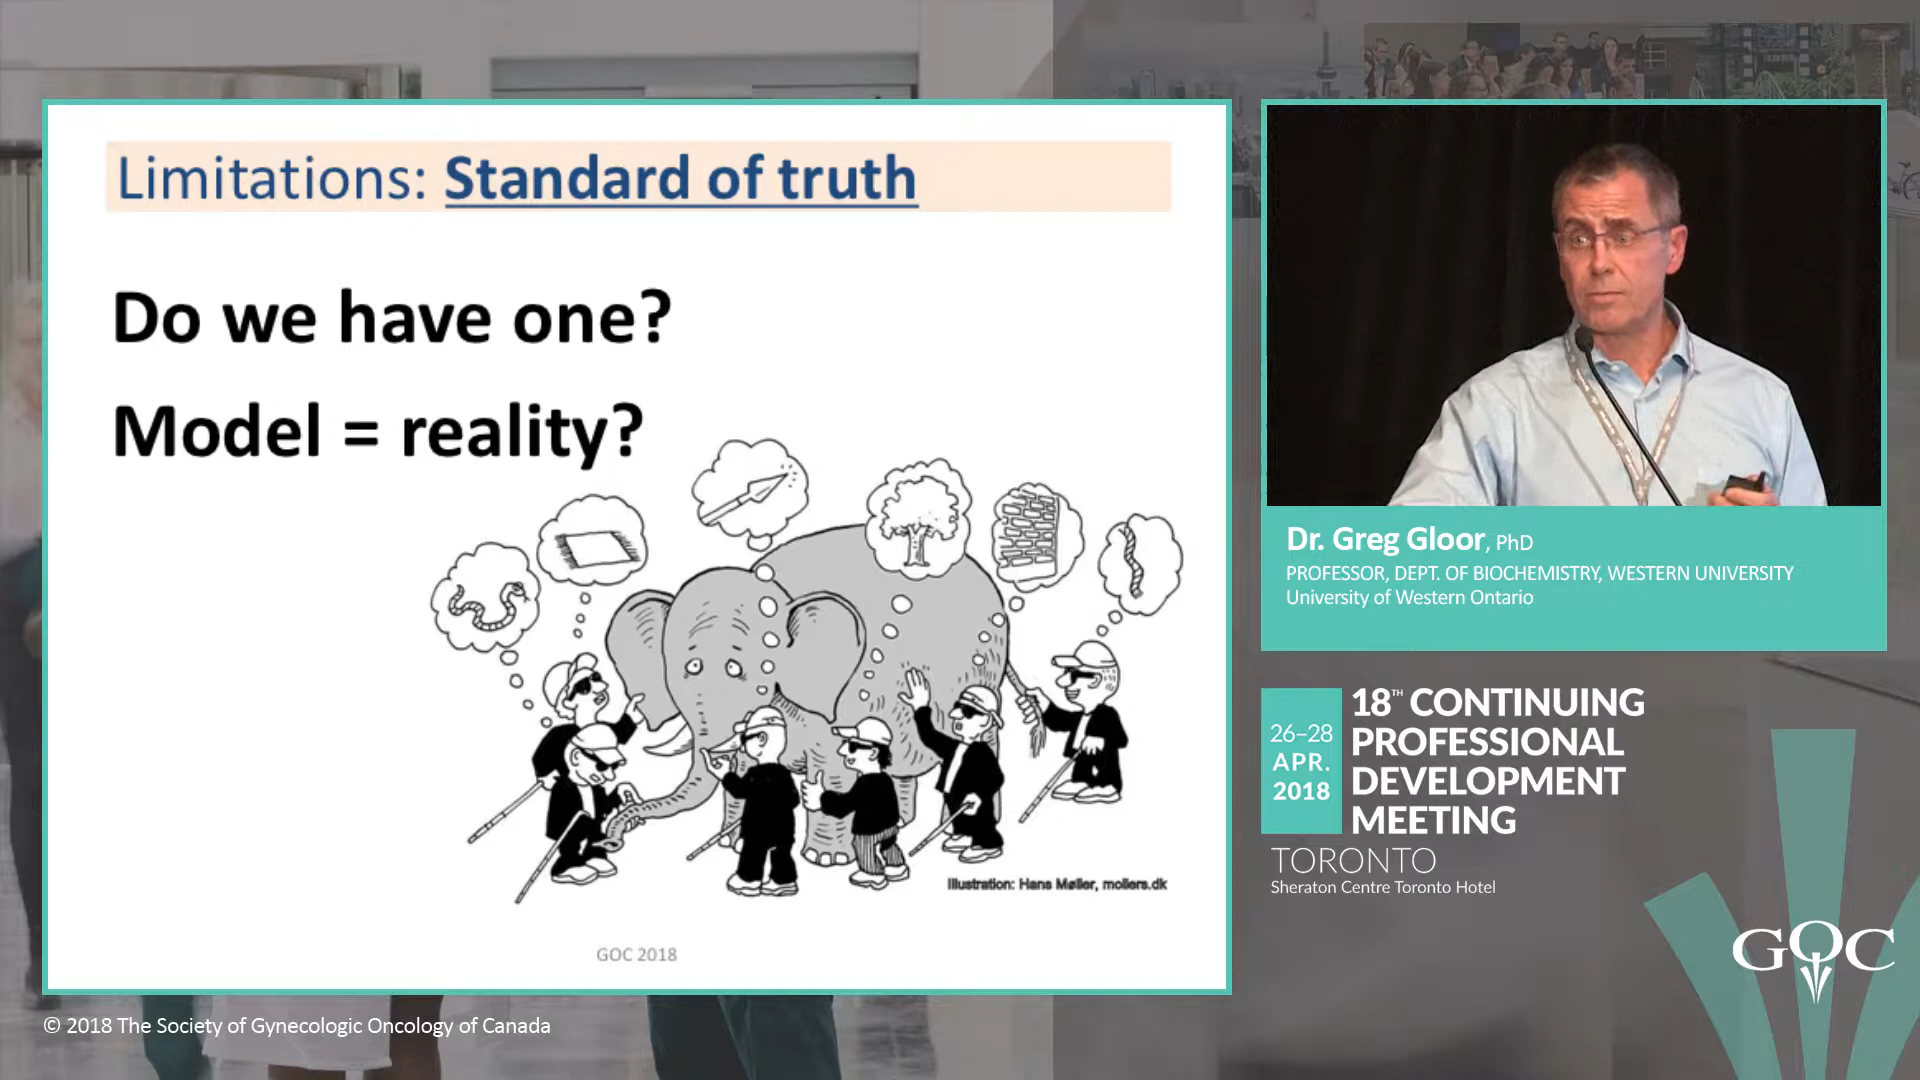 Limitations: Standard of truth
Do we have one?
Model = reality?
Illustration: Hans Møller, mollers.dk
GOC 2018
Dr. Greg Gloor, PhD
PROFESSOR, DEPT. OF BIOCHEMISTRY, WESTERN UNIVERSITY
University of Western Ontario
26–28
APR.
2018
18TH CONTINUING
PROFESSIONAL
DEVELOPMENT
MEETING
TORONTO
Sheraton Centre Toronto Hotel
GOC
© 2018 The Society of Gynecologic Oncology of Canada